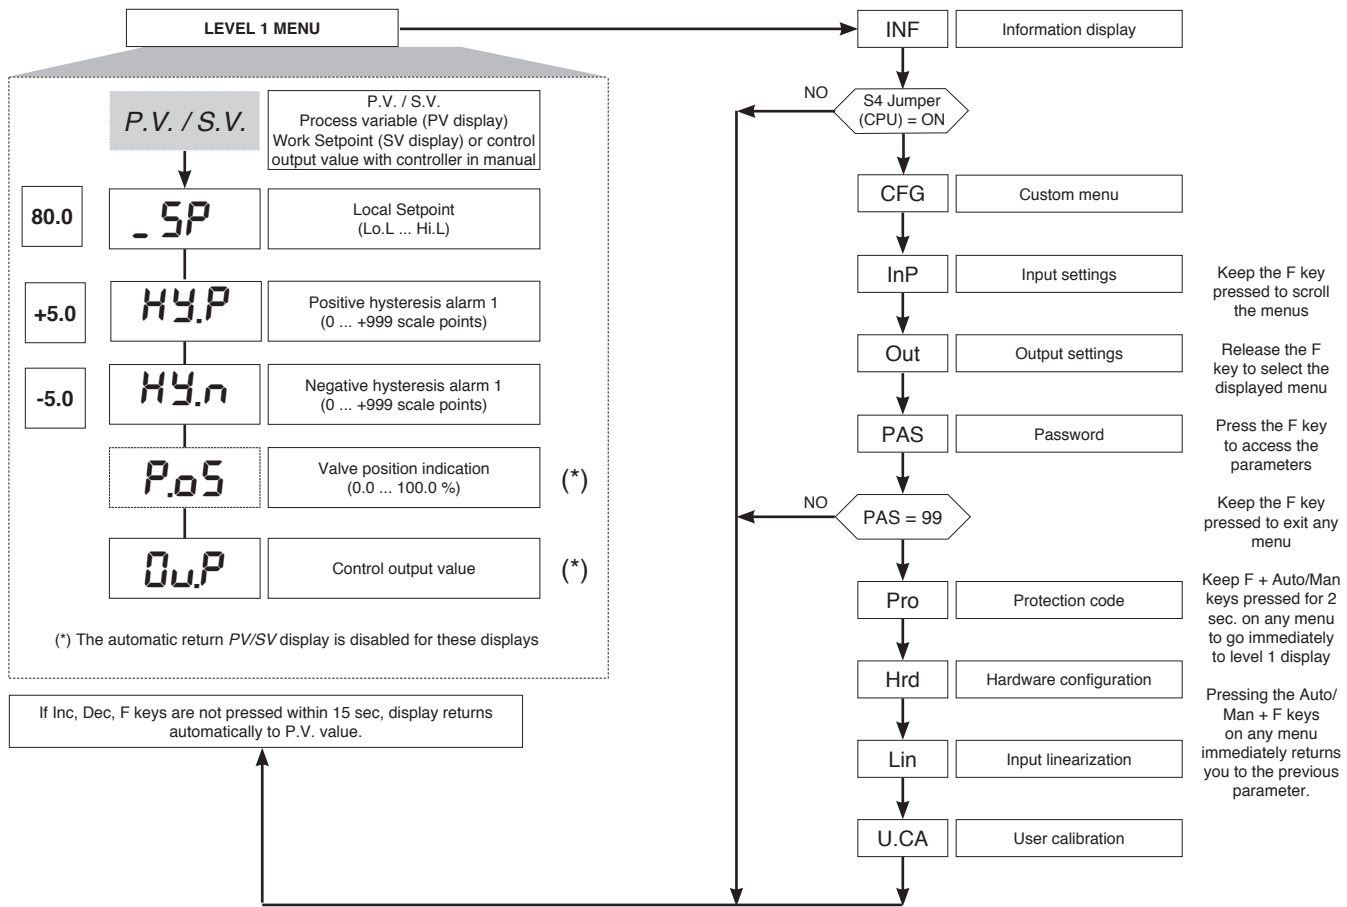 LEVEL 1 MENU
P.V. / S.V.
P.V. / S.V.
Process variable (PV display)
Work Setpoint (SV display) or control
output value with controller in manual
80.0
_SP
Local Setpoint
(Lo.L ... Hi.L)
+5.0
HY.P
Positive hysteresis alarm 1
(0 ... +999 scale points)
-5.0
HY.n
Negative hysteresis alarm 1
(0 ... +999 scale points)
P.oS
Valve position indication
(0.0 ... 100.0 %)
(*)
Ou.P
Control output value
(*)
(*) The automatic return PV/SV display is disabled for these displays
If Inc, Dec, F keys are not pressed within 15 sec, display returns
automatically to P.V. value.
INF
Information display
NO
S4 Jumper
(CPU) = ON
CFG
Custom menu
InP
Input settings
Out
Output settings
PAS
Password
NO
PAS = 99
Pro
Protection code
Hrd
Hardware configuration
Lin
Input linearization
U.CA
User calibration
Keep the F key
pressed to scroll
the menus
Release the F
key to select the
displayed menu
Press the F key
to access the
parameters
Keep the F key
pressed to exit any
menu
Keep F + Auto/Man
keys pressed for 2
sec. on any menu
to go immediately
to level 1 display
Pressing the Auto/
Man + F keys
on any menu
immediately returns
you to the previous
parameter.